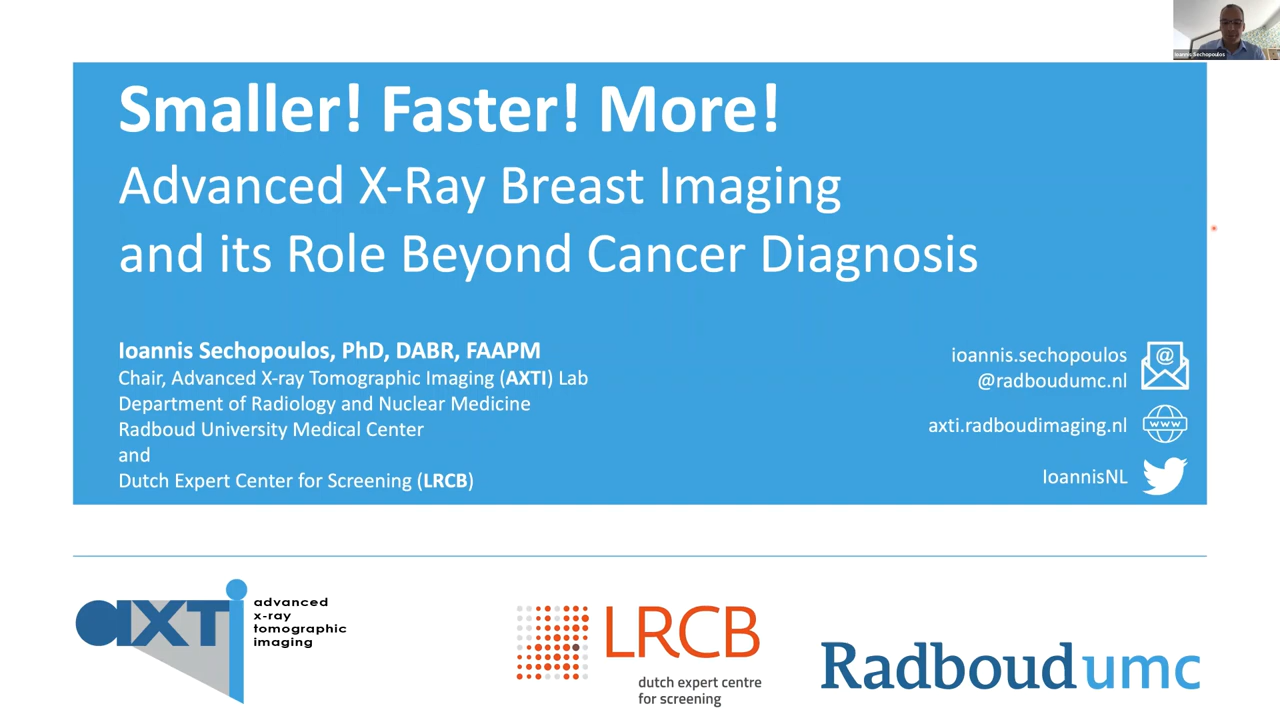 Ioannis Sechopoulos
Smaller! Faster! More!
Advanced X-Ray Breast Imaging
and its Role Beyond Cancer Diagnosis
Ioannis Sechopoulos, PhD, DABR, FAAPM
Chair, Advanced X-ray Tomographic Imaging (AXTI) Lab
Department of Radiology and Nuclear Medicine
Radboud University Medical Center
and
Dutch Expert Center for Screening (LRCB)
ioannis.sechopoulos
@radboudumc.nl
@
axti.radboudimaging.nl
www
IoannisNL
axti
advanced
x-ray
tomographic
imaging
LRCB
dutch expert centre
for screening
Radboudumc